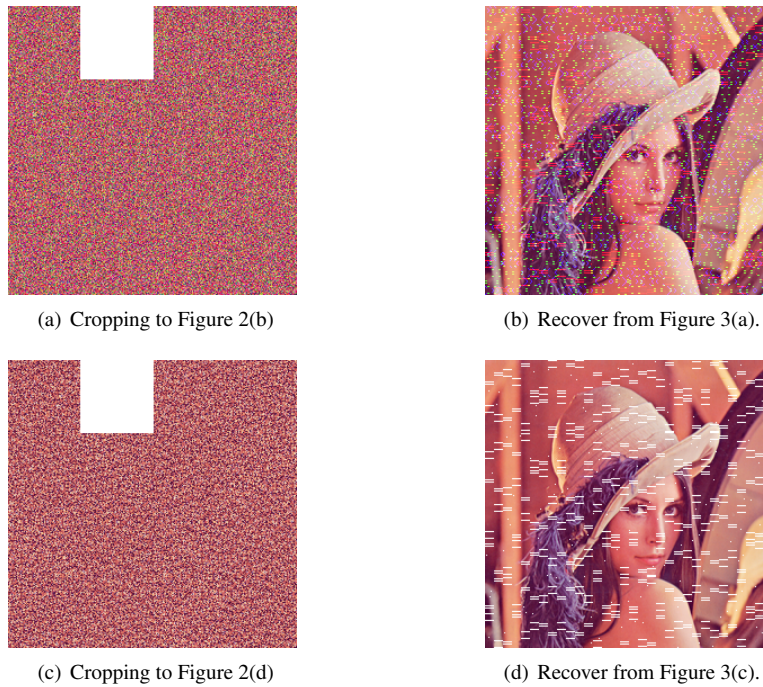 (a) Cropping to Figure 2(b)
(b) Recover from Figure 3(a).
(c) Cropping to Figure 2(d)
(d) Recover from Figure 3(c).